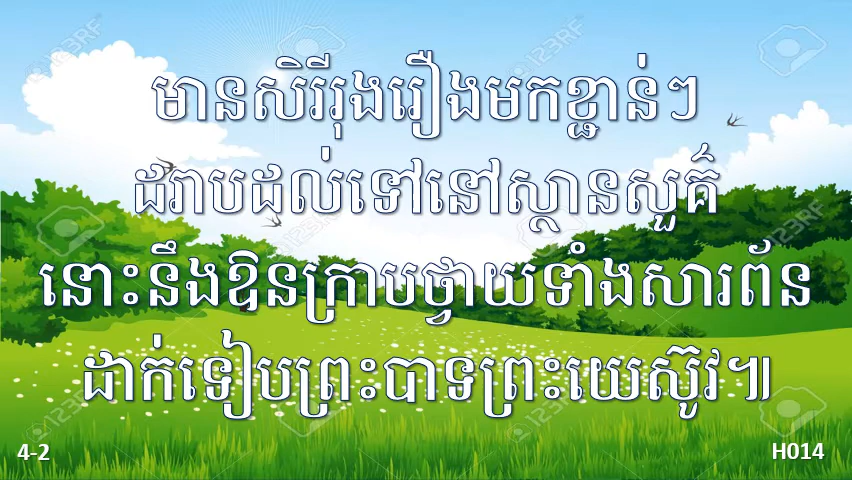 មានសិរីរុងរឿងមកខ្ជាន់ៗ
ដរាបដល់ទៅនៅស្ថានសួគ៌
នោះនឹងឱនក្រាបថ្វាយទាំងសារព័ន
ដាក់ទៀបព្រះបាទព្រះយេស៊ូវ៕
4-2
H014